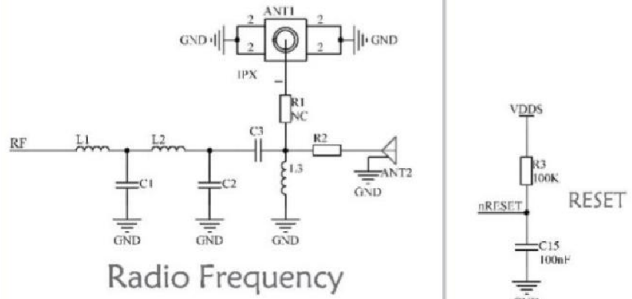 ANT1
2 2
GND GND
2 2
IPX 1
R1
NC
VDDS
RF L1 L2 C3 R2
R3
100K
L3
ANT2
GND
C1 C2
nRESET
RESET
GND GND GND
C15
100nF
Radio Frequency